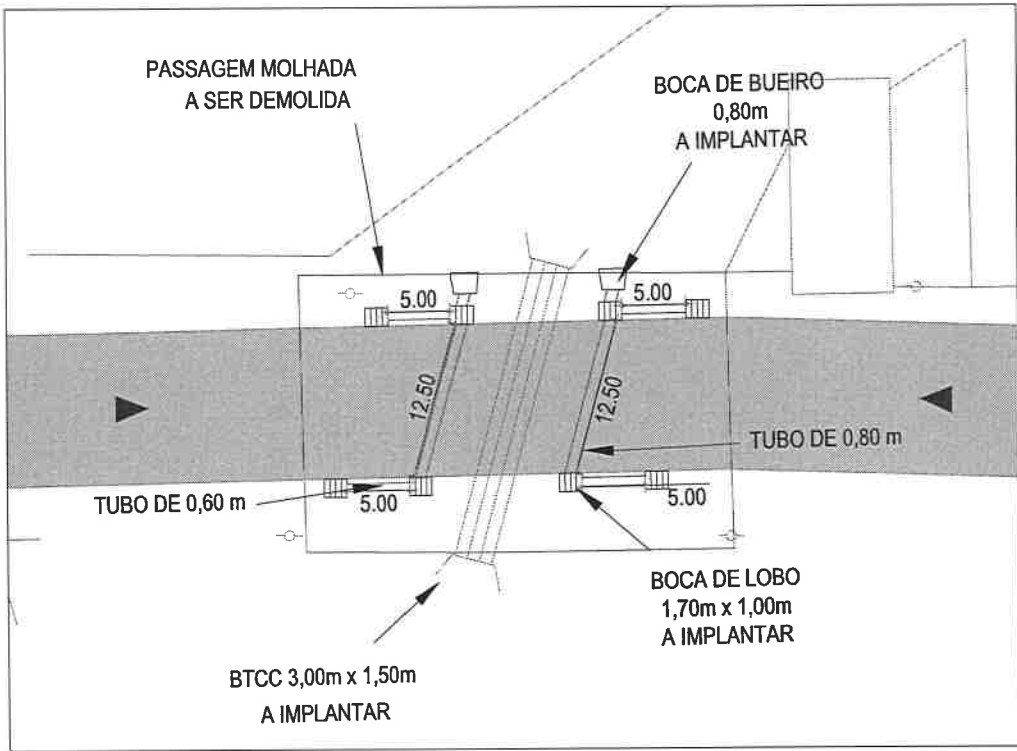 PASSAGEM MOLHADA
A SER DEMOLIDA
BOCA DE BUEIRO
0,80m
A IMPLANTAR
5.00
5.00
12.50
12.50
TUBO DE 0,80 m
TUBO DE 0,60 m
5.00
5.00
BOCA DE LOBO
1,70m x 1,00m
A IMPLANTAR
BTCC 3,00m x 1,50m
A IMPLANTAR